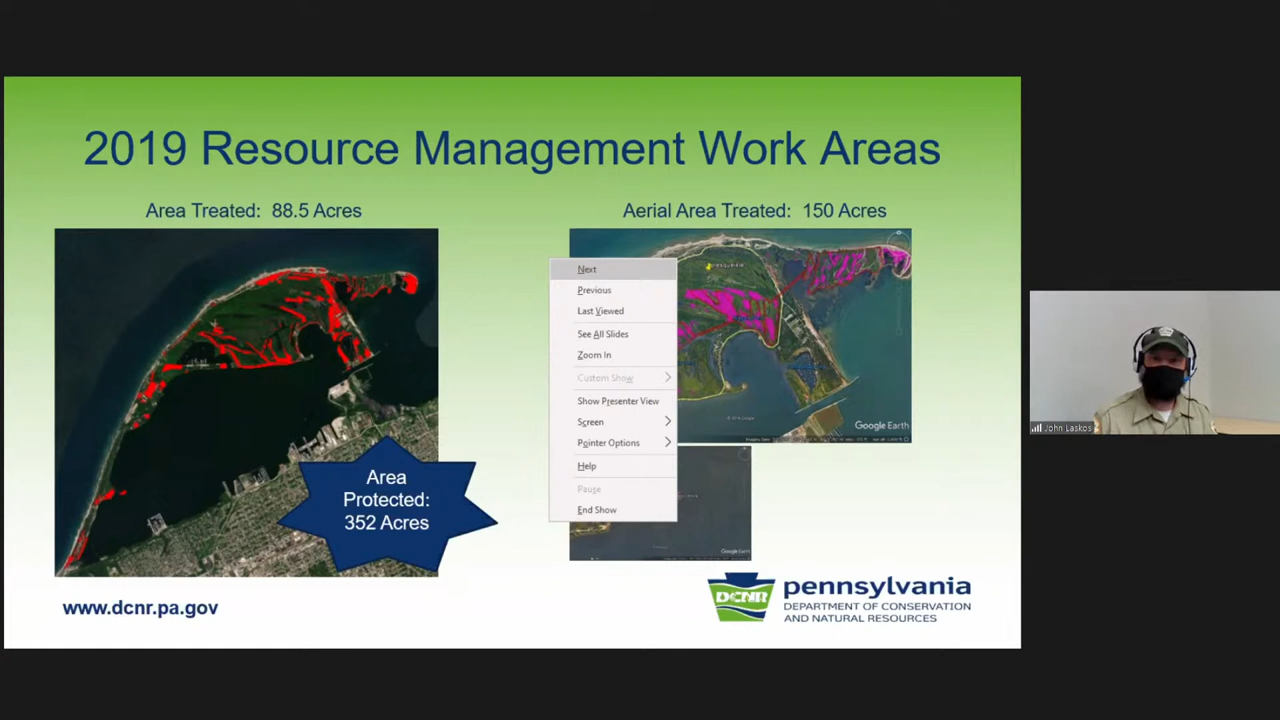 2019 Resource Management Work Areas
Area Treated: 88.5 Acres
Aerial Area Treated: 150 Acres
Next
Previous
Last Viewed
See All Slides
Zoom In
Custom Show
Show Presenter View
Screen
Pointer Options
Help
Pause
End Show
Google Earth
Google Earth
Area
Protected:
352 Acres
www.dcnr.pa.gov
DCNR
pennsylvania
DEPARTMENT OF CONSERVATION
AND NATURAL RESOURCES
John Laskos